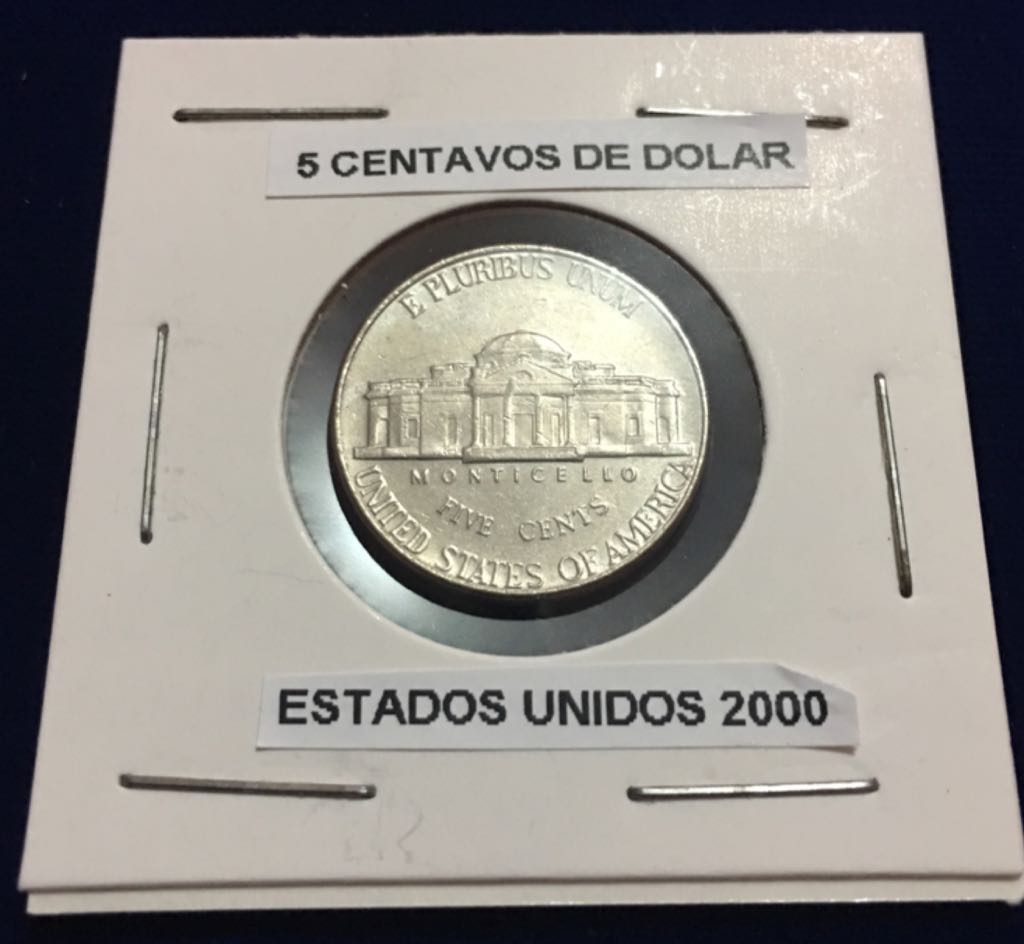 5 CENTAVOS DE DOLAR
E PLURIBUS UNUM
MONTICELLO
FIVE CENTS
UNITED STATES OF AMERICA
ESTADOS UNIDOS 2000